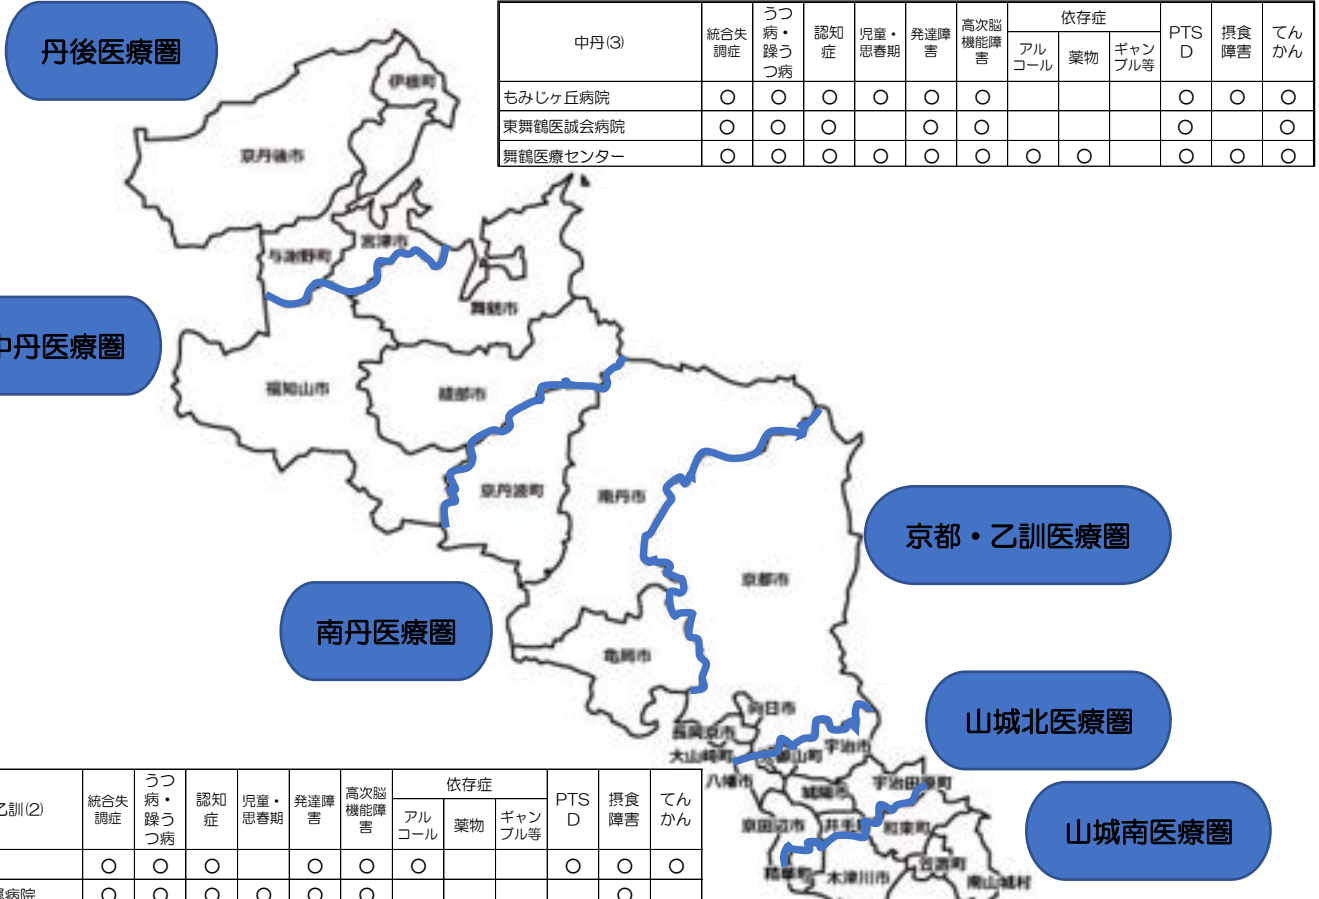 丹後医療圏
中丹(3)
統合失調症
うつ病・躁うつ病
認知症
児童・思春期
発達障害
高次脳機能障害
依存症
アルコール
薬物
ギャンブル等
PTSD
摂食障害
てんかん
もみじヶ丘病院 ○ ○ ○ ○ ○ ○ ○ ○ ○
東舞鶴医誠会病院 ○ ○ ○ ○ ○ ○ ○
舞鶴医療センター ○ ○ ○ ○ ○ ○ ○ ○ ○ ○ ○
伊根町
京丹後市
宮津市
与謝野町
舞鶴市
中丹医療圏
福知山市
綾部市
京丹波町
南丹市
京都・乙訓医療圏
京都市
南丹医療圏
亀岡市
山城北医療圏
向日市
長岡京市
大山崎町
久御山町
宇治市
八幡市
城陽市
宇治田原町
山城南医療圏
京田辺市
井手町
和束町
精華町
木津川市
笠置町
南山城村
乙訓(2)
統合失調症
うつ病・躁うつ病
認知症
児童・思春期
発達障害
高次脳機能障害
依存症
アルコール
薬物
ギャンブル等
PTSD
摂食障害
てんかん
○ ○ ○ ○ ○ ○ ○ ○ ○
病院 ○ ○ ○ ○ ○ ○ ○